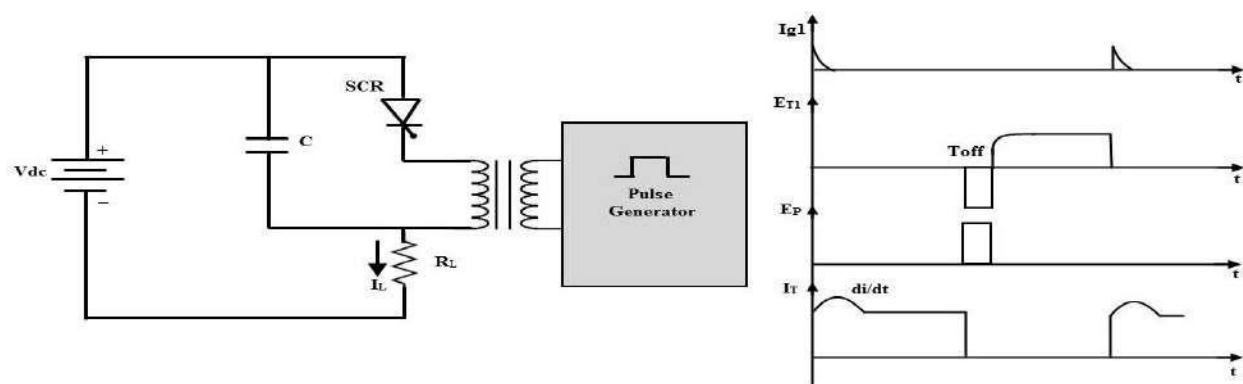 SCR
C
Vdc
+
−
Pulse
Generator
RL
IL
Ig1
t
ET1
Toff
t
EP
t
IT
di/dt
t